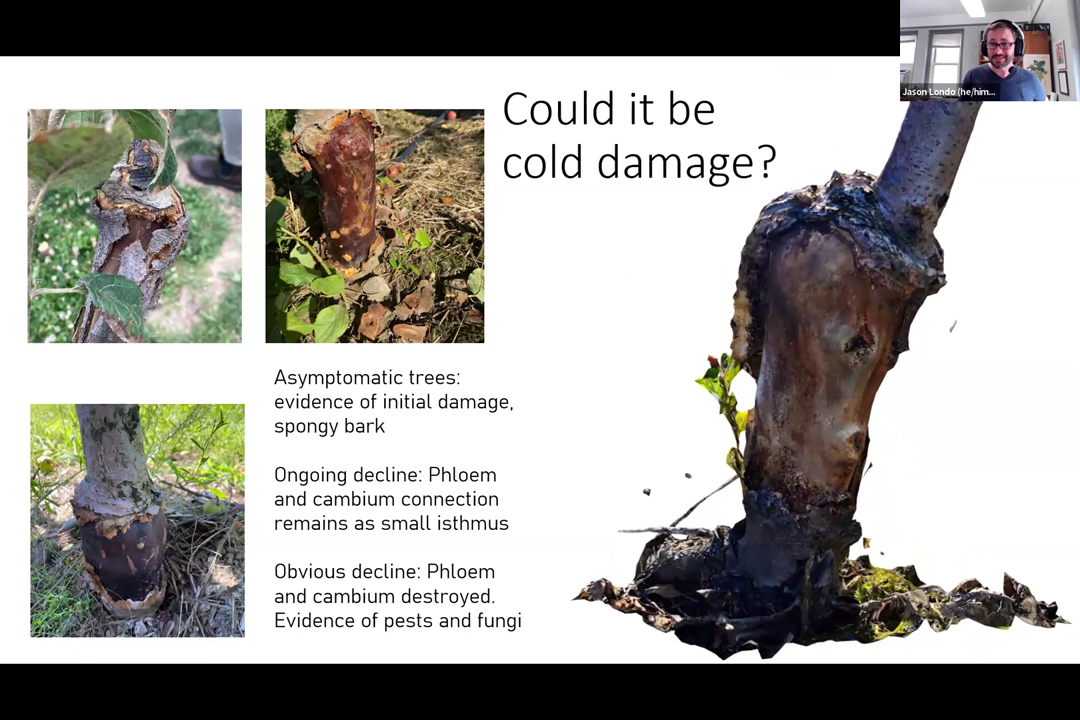 Jason Londo (he/him...
Could it be
cold damage?
Asymptomatic trees:
evidence of initial damage,
spongy bark
Ongoing decline: Phloem
and cambium connection
remains as small isthmus
Obvious decline: Phloem
and cambium destroyed.
Evidence of pests and fungi